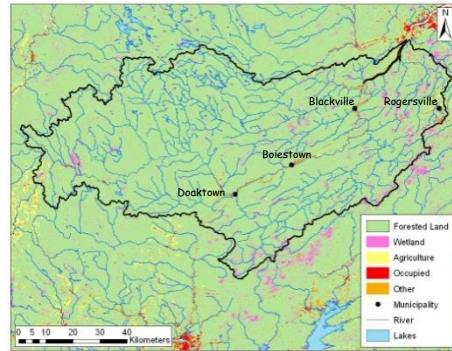 N
Blackville
Rogersville
Boiestown
Doaktown
Forested Land
Wetland
Agriculture
Occupied
Other
Municipality
River
Lakes
0 5 10 20 30 40
Kilometers